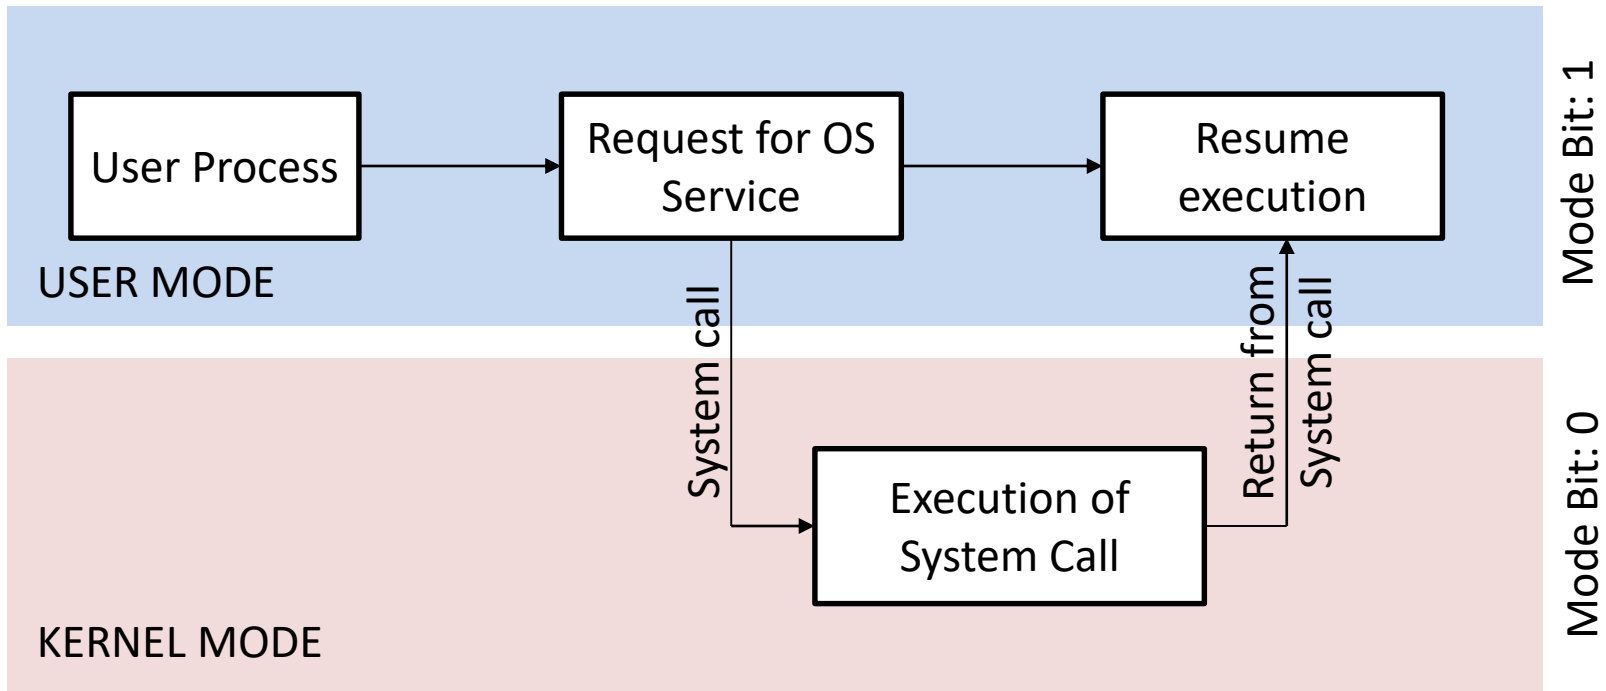 User Process
Request for OS
Service
Resume
execution
Mode Bit: 1
USER MODE
System call
Return from
System call
Execution of
System Call
Mode Bit: 0
KERNEL MODE